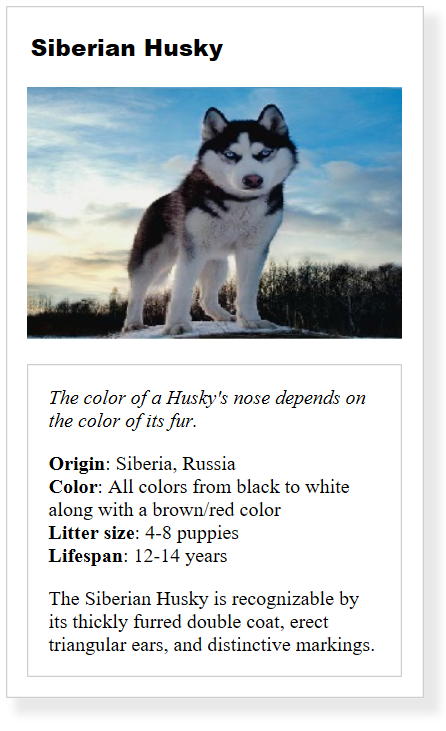 Siberian Husky
The color of a Husky's nose depends on
the color of its fur.
Origin: Siberia, Russia
Color: All colors from black to white
along with a brown/red color
Litter size: 4-8 puppies
Lifespan: 12-14 years
The Siberian Husky is recognizable by
its thickly furred double coat, erect
triangular ears, and distinctive markings.